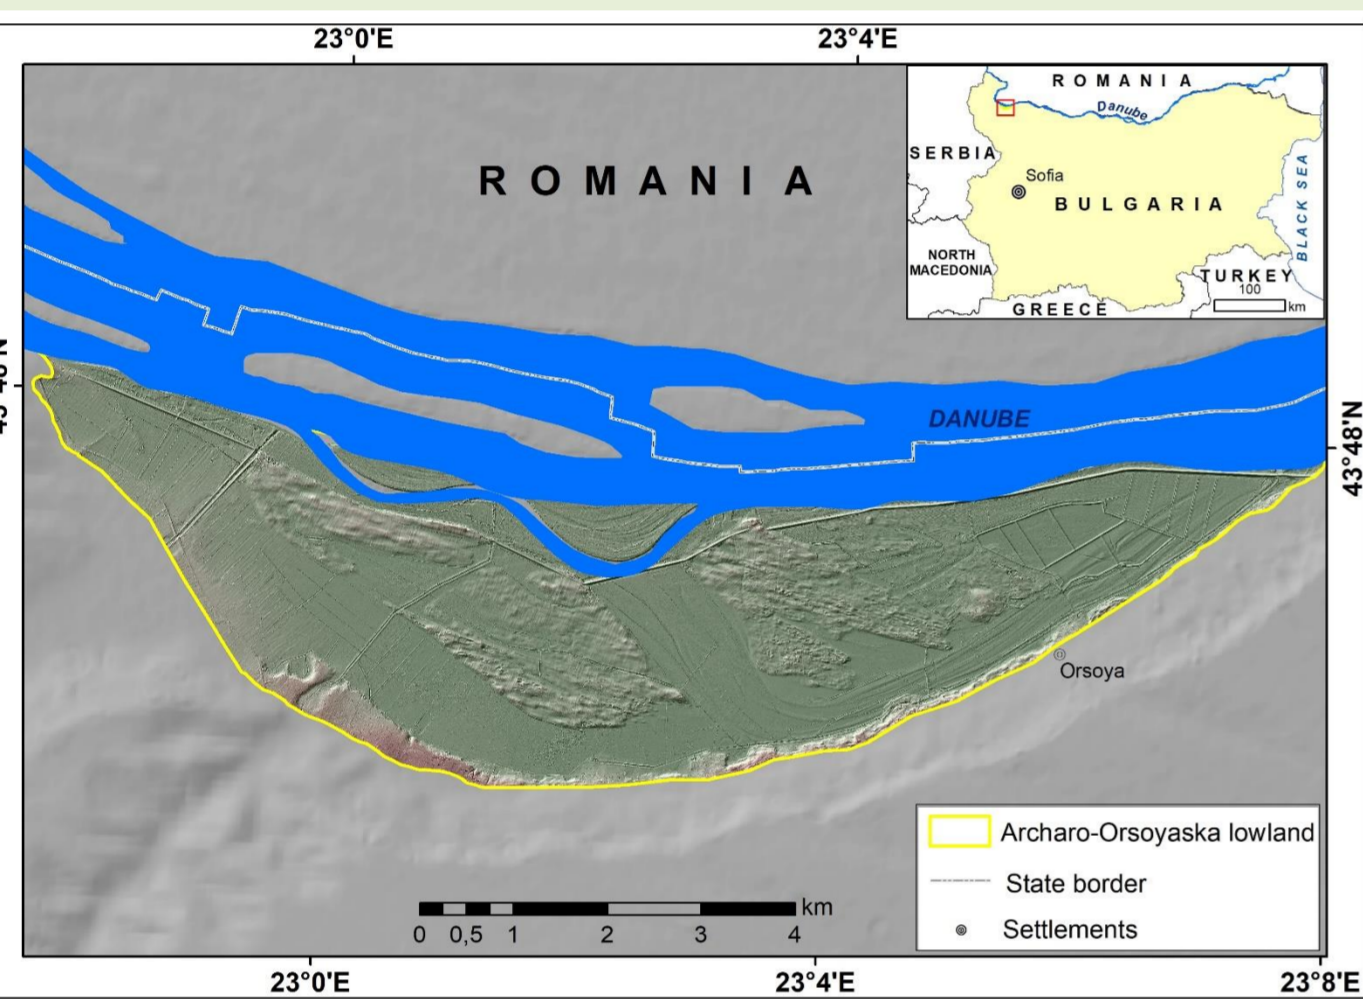 23°0'E
23°4'E
ROMANIA
ROMANIA
Danube
SERBIA
Sofia
BULGARIA
BLACK SEA
NORTH
MACEDONIA
TURKEY
100
km
GREECE
DANUBE
43°48'N
Orsoya
Archaro-Orsoyaska lowland
State border
Settlements
km
0 0,5 1 2 3 4
23°0'E
23°4'E
23°8'E